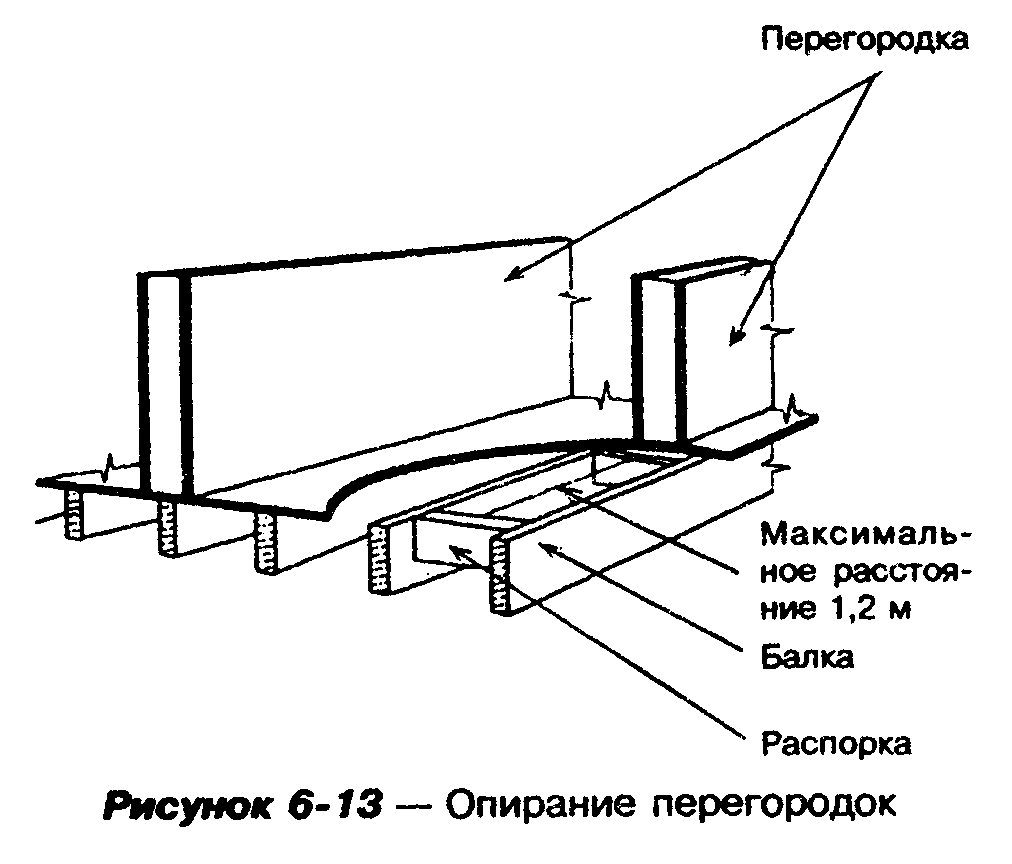 Перегородка
Максималь-
ное расстоя-
ние 1,2 м
Балка
Распорка
Рисунок 6-13 — Опирание перегородок